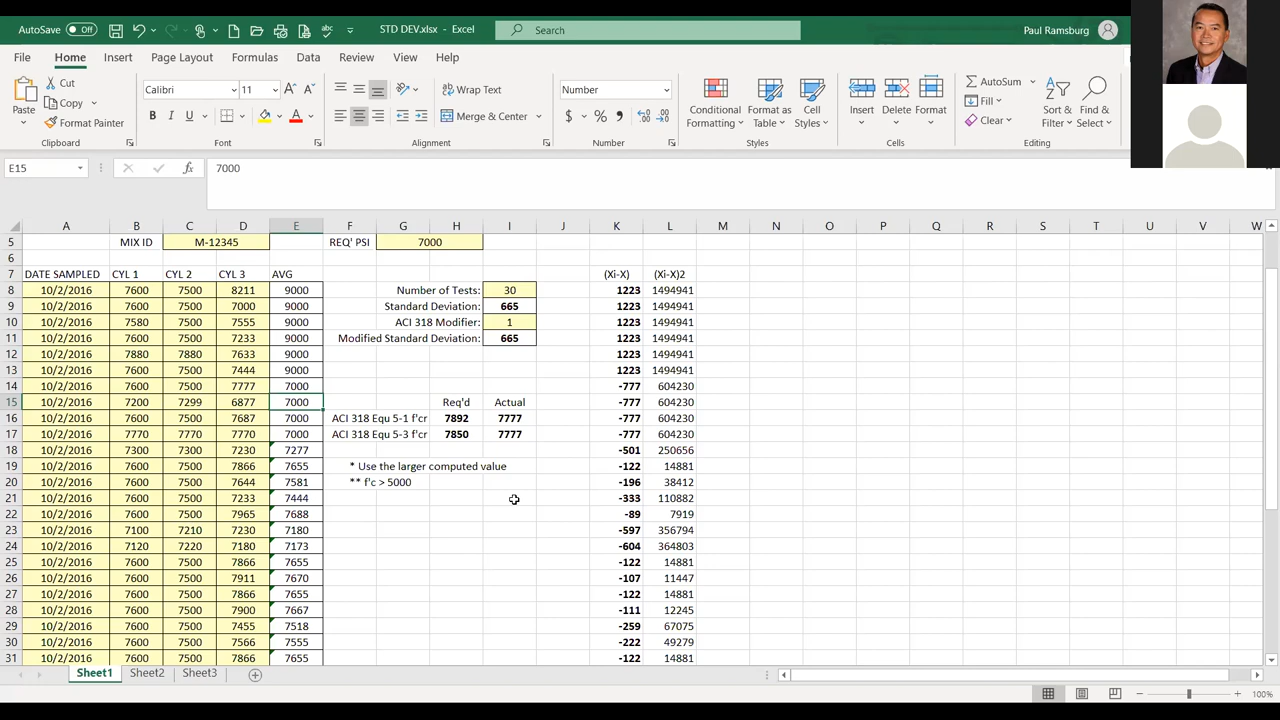 AutoSave Off STD DEV.xlsx - Excel Search Paul Ramsburg
File Home Insert Page Layout Formulas Data Review View Help
Paste Cut Copy Format Painter Clipboard
Calibri 11 B I U Font
Wrap Text Merge & Center Alignment
Number $ % Number
Conditional Formatting Format as Table Cell Styles Styles
Insert Delete Format Cells
AutoSum Fill Clear Sort & Filter Find & Select Editing
E15 fx 7000
A B C D E F G H I J K L M N O P Q R S T U V W
5 MIX ID M-12345 REQ' PSI 7000
6
7 DATE SAMPLED CYL 1 CYL 2 CYL 3 AVG (Xi-X) (Xi-X)2
8 10/2/2016 7600 7500 8211 9000 Number of Tests: 30 1223 1494941
9 10/2/2016 7600 7500 7000 9000 Standard Deviation: 665 1223 1494941
10 10/2/2016 7580 7500 7555 9000 ACI 318 Modifier: 1 1223 1494941
11 10/2/2016 7600 7500 7233 9000 Modified Standard Deviation: 665 1223 1494941
12 10/2/2016 7880 7880 7633 9000 1223 1494941
13 10/2/2016 7600 7500 7444 9000 1223 1494941
14 10/2/2016 7600 7500 7777 7000 -777 604230
15 10/2/2016 7200 7299 6877 7000 Req'd Actual -777 604230
16 10/2/2016 7600 7500 7687 7000 ACI 318 Equ 5-1 f'cr 7892 7777 -777 604230
17 10/2/2016 7770 7770 7770 7000 ACI 318 Equ 5-3 f'cr 7850 7777 -777 604230
18 10/2/2016 7300 7300 7230 7277 -501 250656
19 10/2/2016 7600 7500 7866 7655 * Use the larger computed value -122 14881
20 10/2/2016 7600 7500 7644 7581 ** f'c > 5000 -196 38412
21 10/2/2016 7600 7500 7233 7444 -333 110882
22 10/2/2016 7600 7500 7965 7688 -89 7919
23 10/2/2016 7100 7210 7230 7180 -597 356794
24 10/2/2016 7120 7220 7180 7173 -604 364803
25 10/2/2016 7600 7500 7866 7655 -122 14881
26 10/2/2016 7600 7500 7911 7670 -107 11447
27 10/2/2016 7600 7500 7866 7655 -122 14881
28 10/2/2016 7600 7500 7900 7667 -111 12245
29 10/2/2016 7600 7500 7455 7518 -259 67075
30 10/2/2016 7600 7500 7566 7555 -222 49279
31 10/2/2016 7600 7500 7866 7655 -122 14881
Sheet1 Sheet2 Sheet3
100%